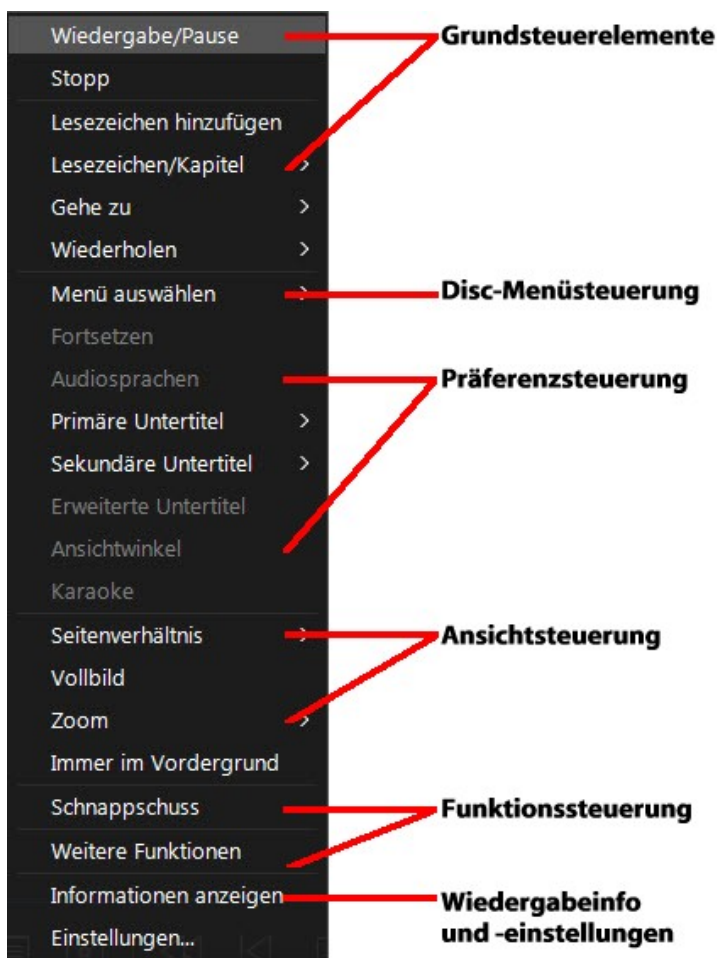 Wiedergabe/Pause
Grundsteuerelemente
Stopp
Lesezeichen hinzufügen
Lesezeichen/Kapitel
Gehe zu
Wiederholen
Menü auswählen
Disc-Menüsteuerung
Fortsetzen
Audiosprachen
Präferenzsteuerung
Primäre Untertitel
Sekundäre Untertitel
Erweiterte Untertitel
Ansichtwinkel
Karaoke
Seitenverhältnis
Ansichtsteuerung
Vollbild
Zoom
Immer im Vordergrund
Schnappschuss
Funktionssteuerung
Weitere Funktionen
Informationen anzeigen
Wiedergabeinfo
und -einstellungen
Einstellungen...